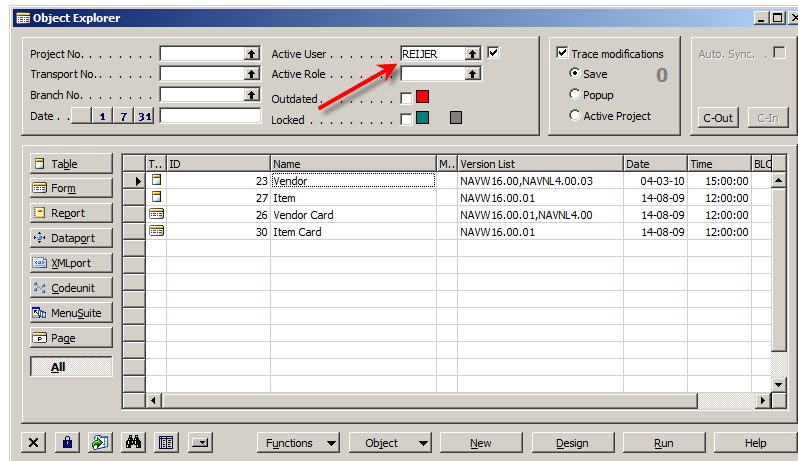 Object Explorer
Project No. . . . . . . . Active User . . . . . . . REIJER Trace modifications Auto. Sync. .
Transport No. . . . . . . Active Role . . . . . . . Save 0
Branch No. . . . . . . . Outdated . . . . . . . . Popup
Date . . 1 7 31 Locked . . . . . . . . . Active Project C-Out C-In
Table T.. ID Name M.. Version List Date Time BLO
23 Vendor NAVW16.00,NAVNL4.00.03 04-03-10 15:00:00
Form 27 Item NAVW16.00.01 14-08-09 12:00:00
Report 26 Vendor Card NAVW16.00.01,NAVNL4.00 14-08-09 12:00:00
Dataport 30 Item Card NAVW16.00.01 14-08-09 12:00:00
XMLport
Codeunit
MenuSuite
Page
All
Functions Object New Design Run Help